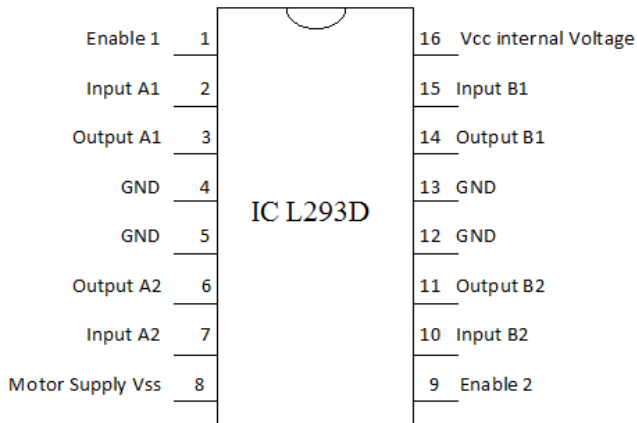 Enable 1 1 16 Vcc internal Voltage
Input A1 2 15 Input B1
Output A1 3 14 Output B1
GND 4 13 GND
IC L293D
GND 5 12 GND
Output A2 6 11 Output B2
Input A2 7 10 Input B2
Motor Supply Vss 8 9 Enable 2